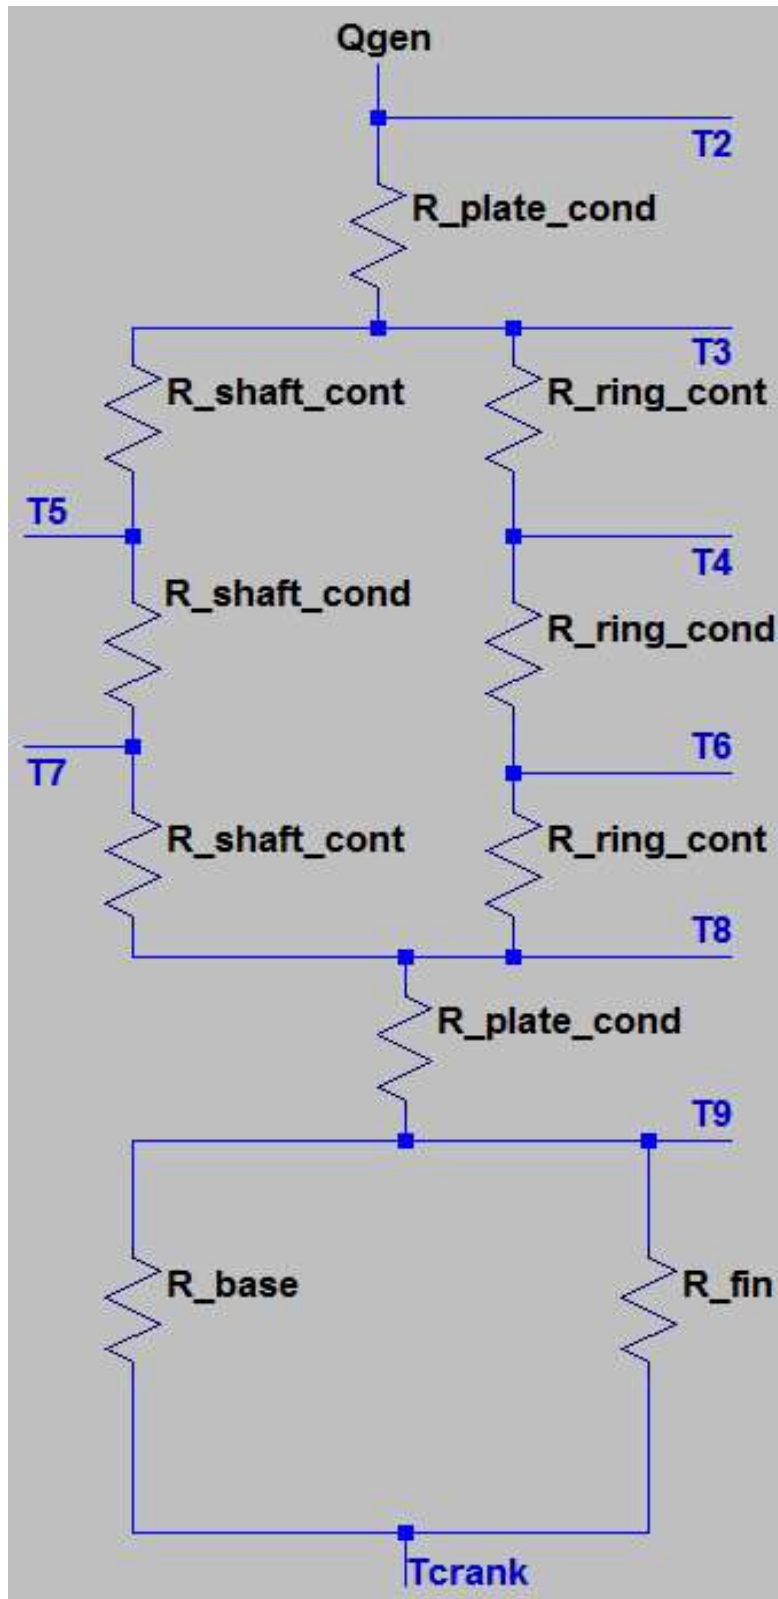 Qgen
T2
R_plate_cond
T3
R_shaft_cont
R_ring_cont
T5
T4
R_shaft_cond
R_ring_cond
T6
T7
R_shaft_cont
R_ring_cont
T8
R_plate_cond
T9
R_base
R_fin
Tcrank